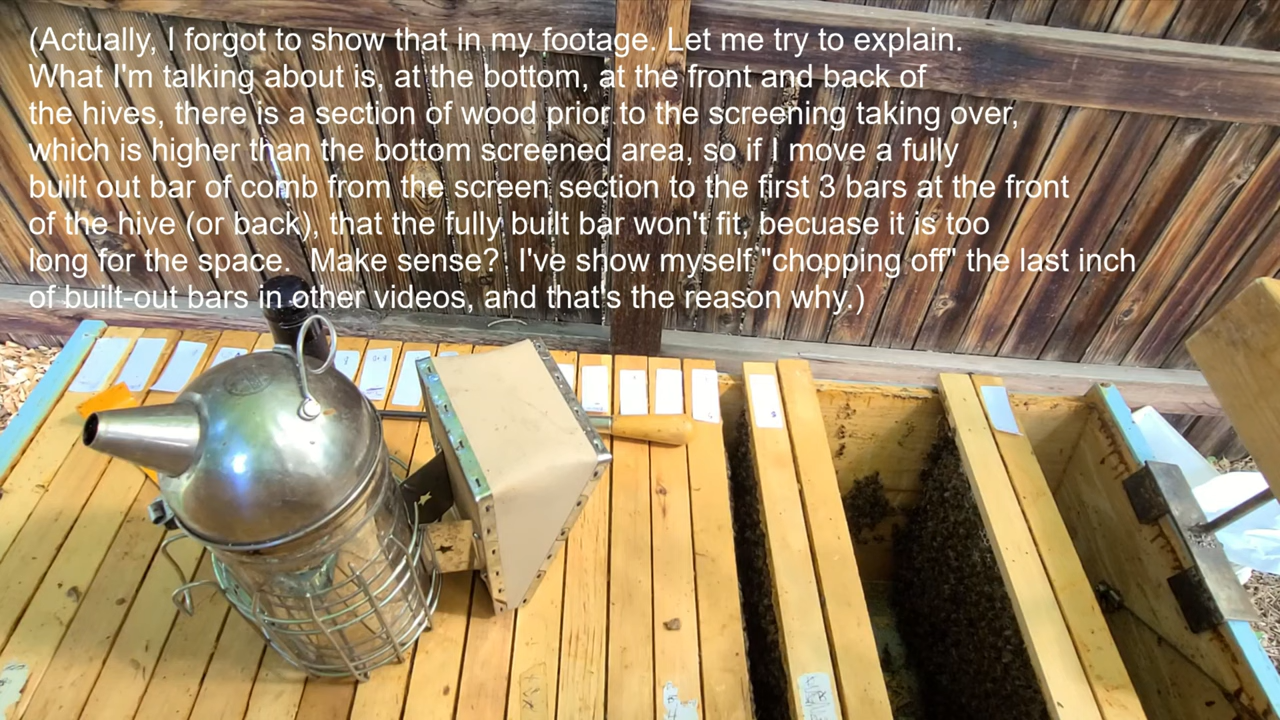 (Actually, I forgot to show that in my footage. Let me try to explain.
What I'm talking about is, at the bottom, at the front and back of
the hives, there is a section of wood prior to the screening taking over,
which is higher than the bottom screened area, so if I move a fully
built out bar of comb from the screen section to the first 3 bars at the front
of the hive (or back), that the fully built bar won't fit, becuase it is too
long for the space.  Make sense?  I've show myself "chopping off" the last inch
of built-out bars in other videos, and that's the reason why.)